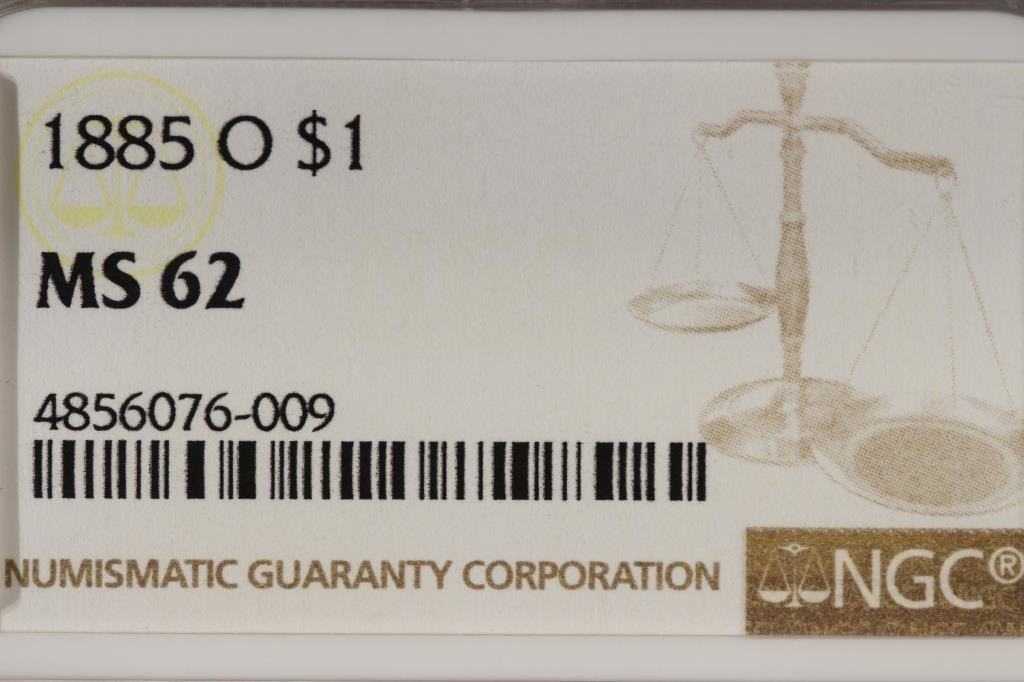 1885 O $1
MS 62
4856076-009
NUMISMATIC GUARANTY CORPORATION
NGC®